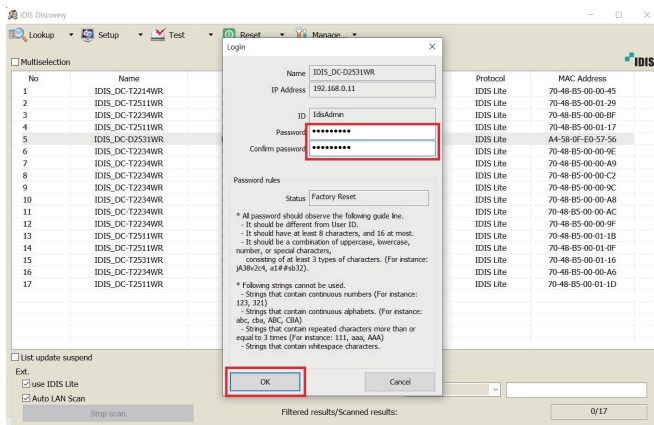 IDIS Discovery
Lookup Setup Test Reset Manage...
Multiselection
IDIS
No Name Protocol MAC Address
1 IDIS_DC-T2214WR IDIS Lite 70-48-B5-00-00-45
2 IDIS_DC-T2511WR IDIS Lite 70-48-B5-00-01-29
3 IDIS_DC-T2234WR IDIS Lite 70-48-B5-00-00-BF
4 IDIS_DC-T2511WR IDIS Lite 70-48-B5-00-01-17
5 IDIS_DC-D2531WR IDIS Lite A4-58-0F-E0-57-56
6 IDIS_DC-T2234WR IDIS Lite 70-48-B5-00-00-9E
7 IDIS_DC-T2234WR IDIS Lite 70-48-B5-00-00-A9
8 IDIS_DC-T2234WR IDIS Lite 70-48-B5-00-00-C2
9 IDIS_DC-T2234WR IDIS Lite 70-48-B5-00-00-9C
10 IDIS_DC-T2234WR IDIS Lite 70-48-B5-00-00-A8
11 IDIS_DC-T2234WR IDIS Lite 70-48-B5-00-00-AC
12 IDIS_DC-T2234WR IDIS Lite 70-48-B5-00-00-9F
13 IDIS_DC-T2511WR IDIS Lite 70-48-B5-00-01-1B
14 IDIS_DC-T2511WR IDIS Lite 70-48-B5-00-01-0F
15 IDIS_DC-T2531WR IDIS Lite 70-48-B5-00-01-16
16 IDIS_DC-T2234WR IDIS Lite 70-48-B5-00-00-A6
17 IDIS_DC-T2511WR IDIS Lite 70-48-B5-00-01-1D
Login
Name IDIS_DC-D2531WR
IP Address 192.168.0.11
ID IdisAdmin
Password •••••••••
Confirm password •••••••••
Password rules
Status Factory Reset
* All password should observe the following guide line.
- It should be different from User ID.
- It should have at least 8 characters, and 16 at most.
- It should be a combination of uppercase, lowercase,
number, or special characters,
consisting of at least 3 types of characters. (For instance:
jA38v2c4, a1##sb32).
* Following strings cannot be used.
- Strings that contain continuous numbers (For instance:
123, 321)
- Strings that contain continuous alphabets. (For instance:
abc, cba, ABC, CBA)
- Strings that contain repeated characters more than or
equal to 3 times (For instance: 111, aaa, AAA)
- Strings that contain whitespace characters.
OK Cancel
List update suspend
Ext.
use IDIS Lite
Auto LAN Scan
Stop scan
Filtered results/Scanned results: 0/17